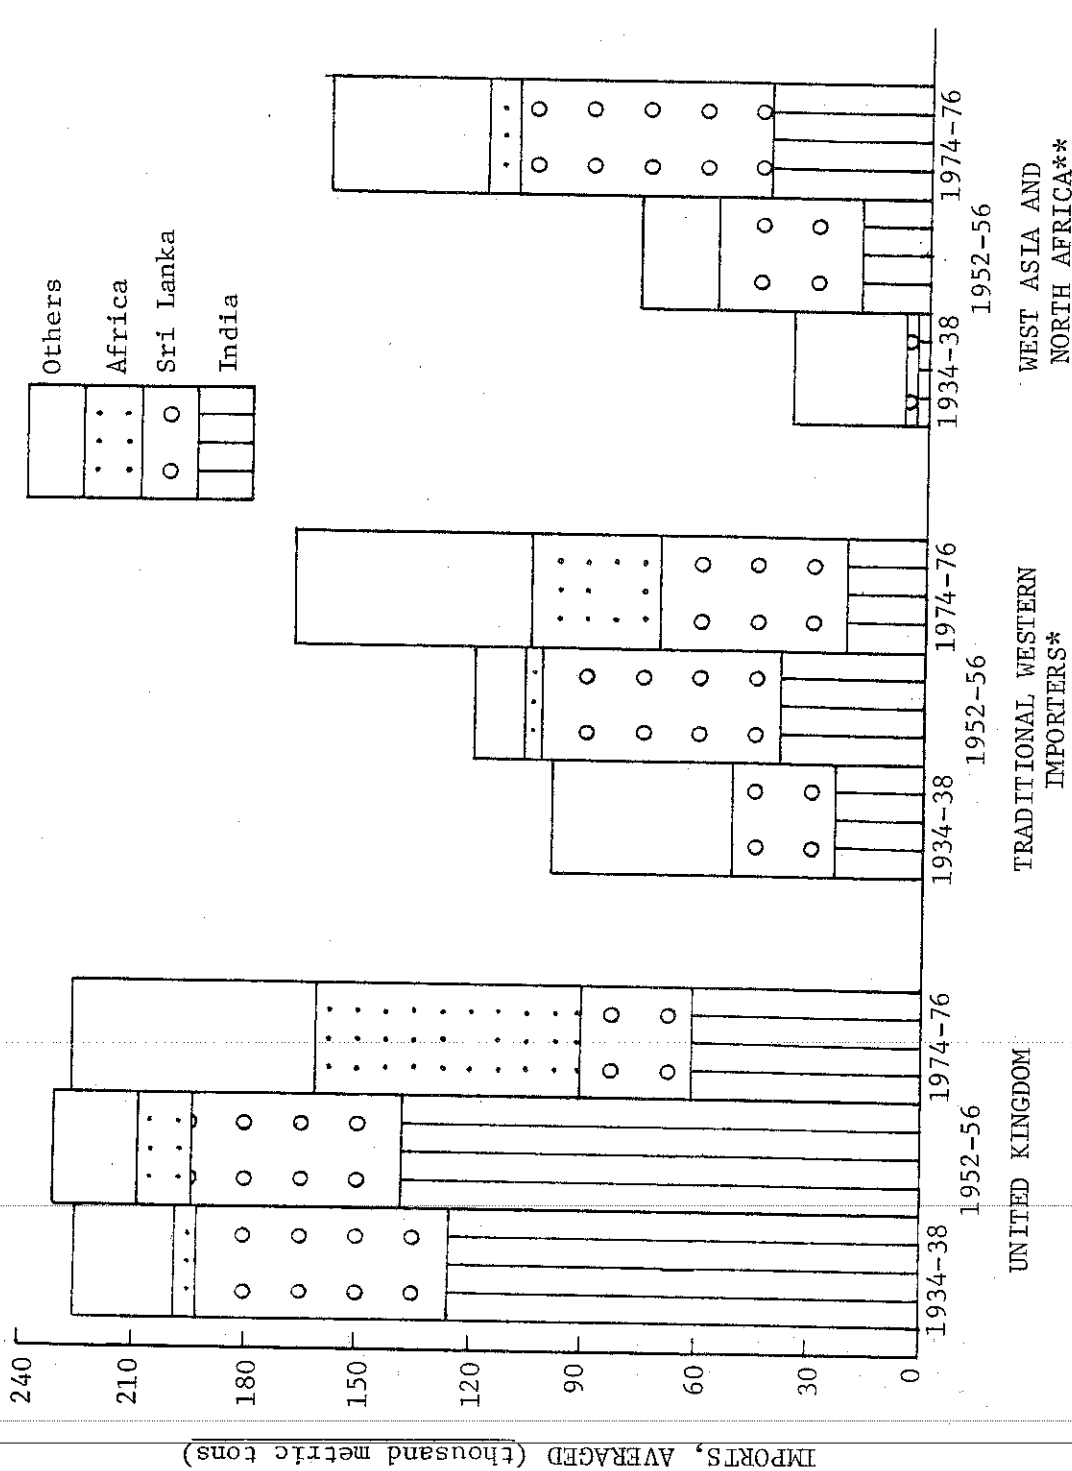 IMPORTS, AVERAGED (thousand metric tons)
240
210
150
120
90
60
30
0
Others
Africa
Sri Lanka
India
1934-38
1952-56
1974-76
UNITED KINGDOM
1934-38
1952-56
1974-76
TRADITIONAL WESTERN
IMPORTERS*
1934-38
1952-56
1974-76
WEST ASIA AND
NORTH AFRICA**